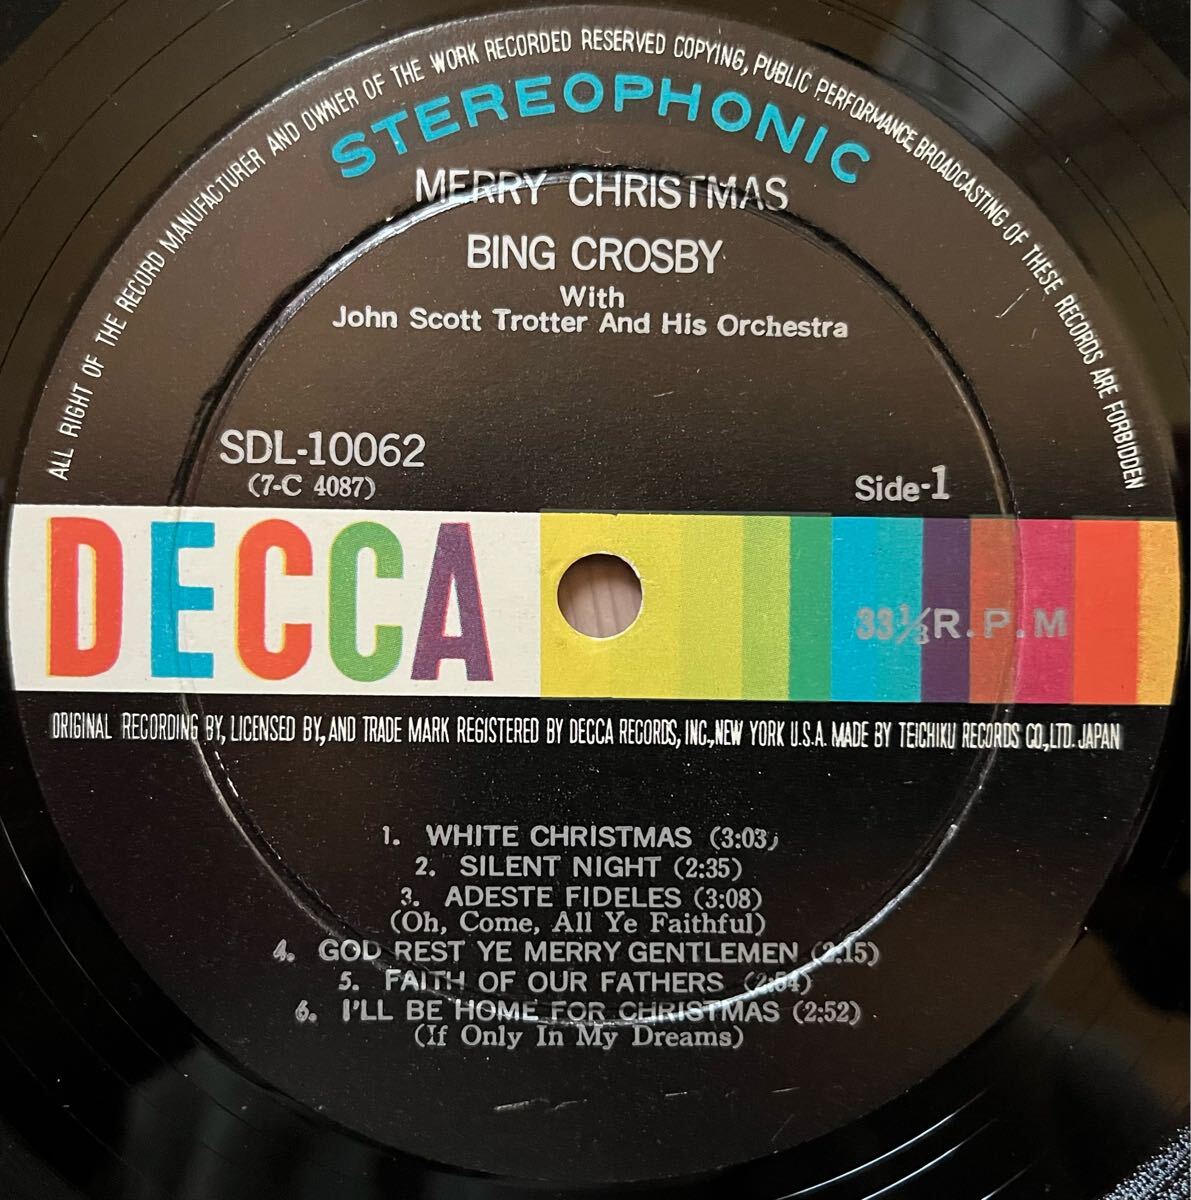 ALL RIGHT OF THE RECORD MANUFACTURER AND OWNER OF THE WORK RECORDED RESERVED COPYING, PUBLIC PERFORMANCE, BROADCASTING OF THESE RECORDS ARE FORBIDDEN
STEREOPHONIC
MERRY CHRISTMAS
BING CROSBY
With
John Scott Trotter And His Orchestra
SDL-10062
(7-C 4087)
Side-1
DECCA
33⅓ R.P.M
ORIGINAL RECORDING BY, LICENSED BY, AND TRADE MARK REGISTERED BY DECCA RECORDS, INC., NEW YORK U.S.A. MADE BY TEICHIKU RECORDS CO., LTD. JAPAN
1. WHITE CHRISTMAS (3:03)
2. SILENT NIGHT (2:35)
3. ADESTE FIDELES (3:08)
(Oh, Come, All Ye Faithful)
4. GOD REST YE MERRY GENTLEMEN (2:15)
5. FAITH OF OUR FATHERS (2:54)
6. I'LL BE HOME FOR CHRISTMAS (2:52)
(If Only In My Dreams)